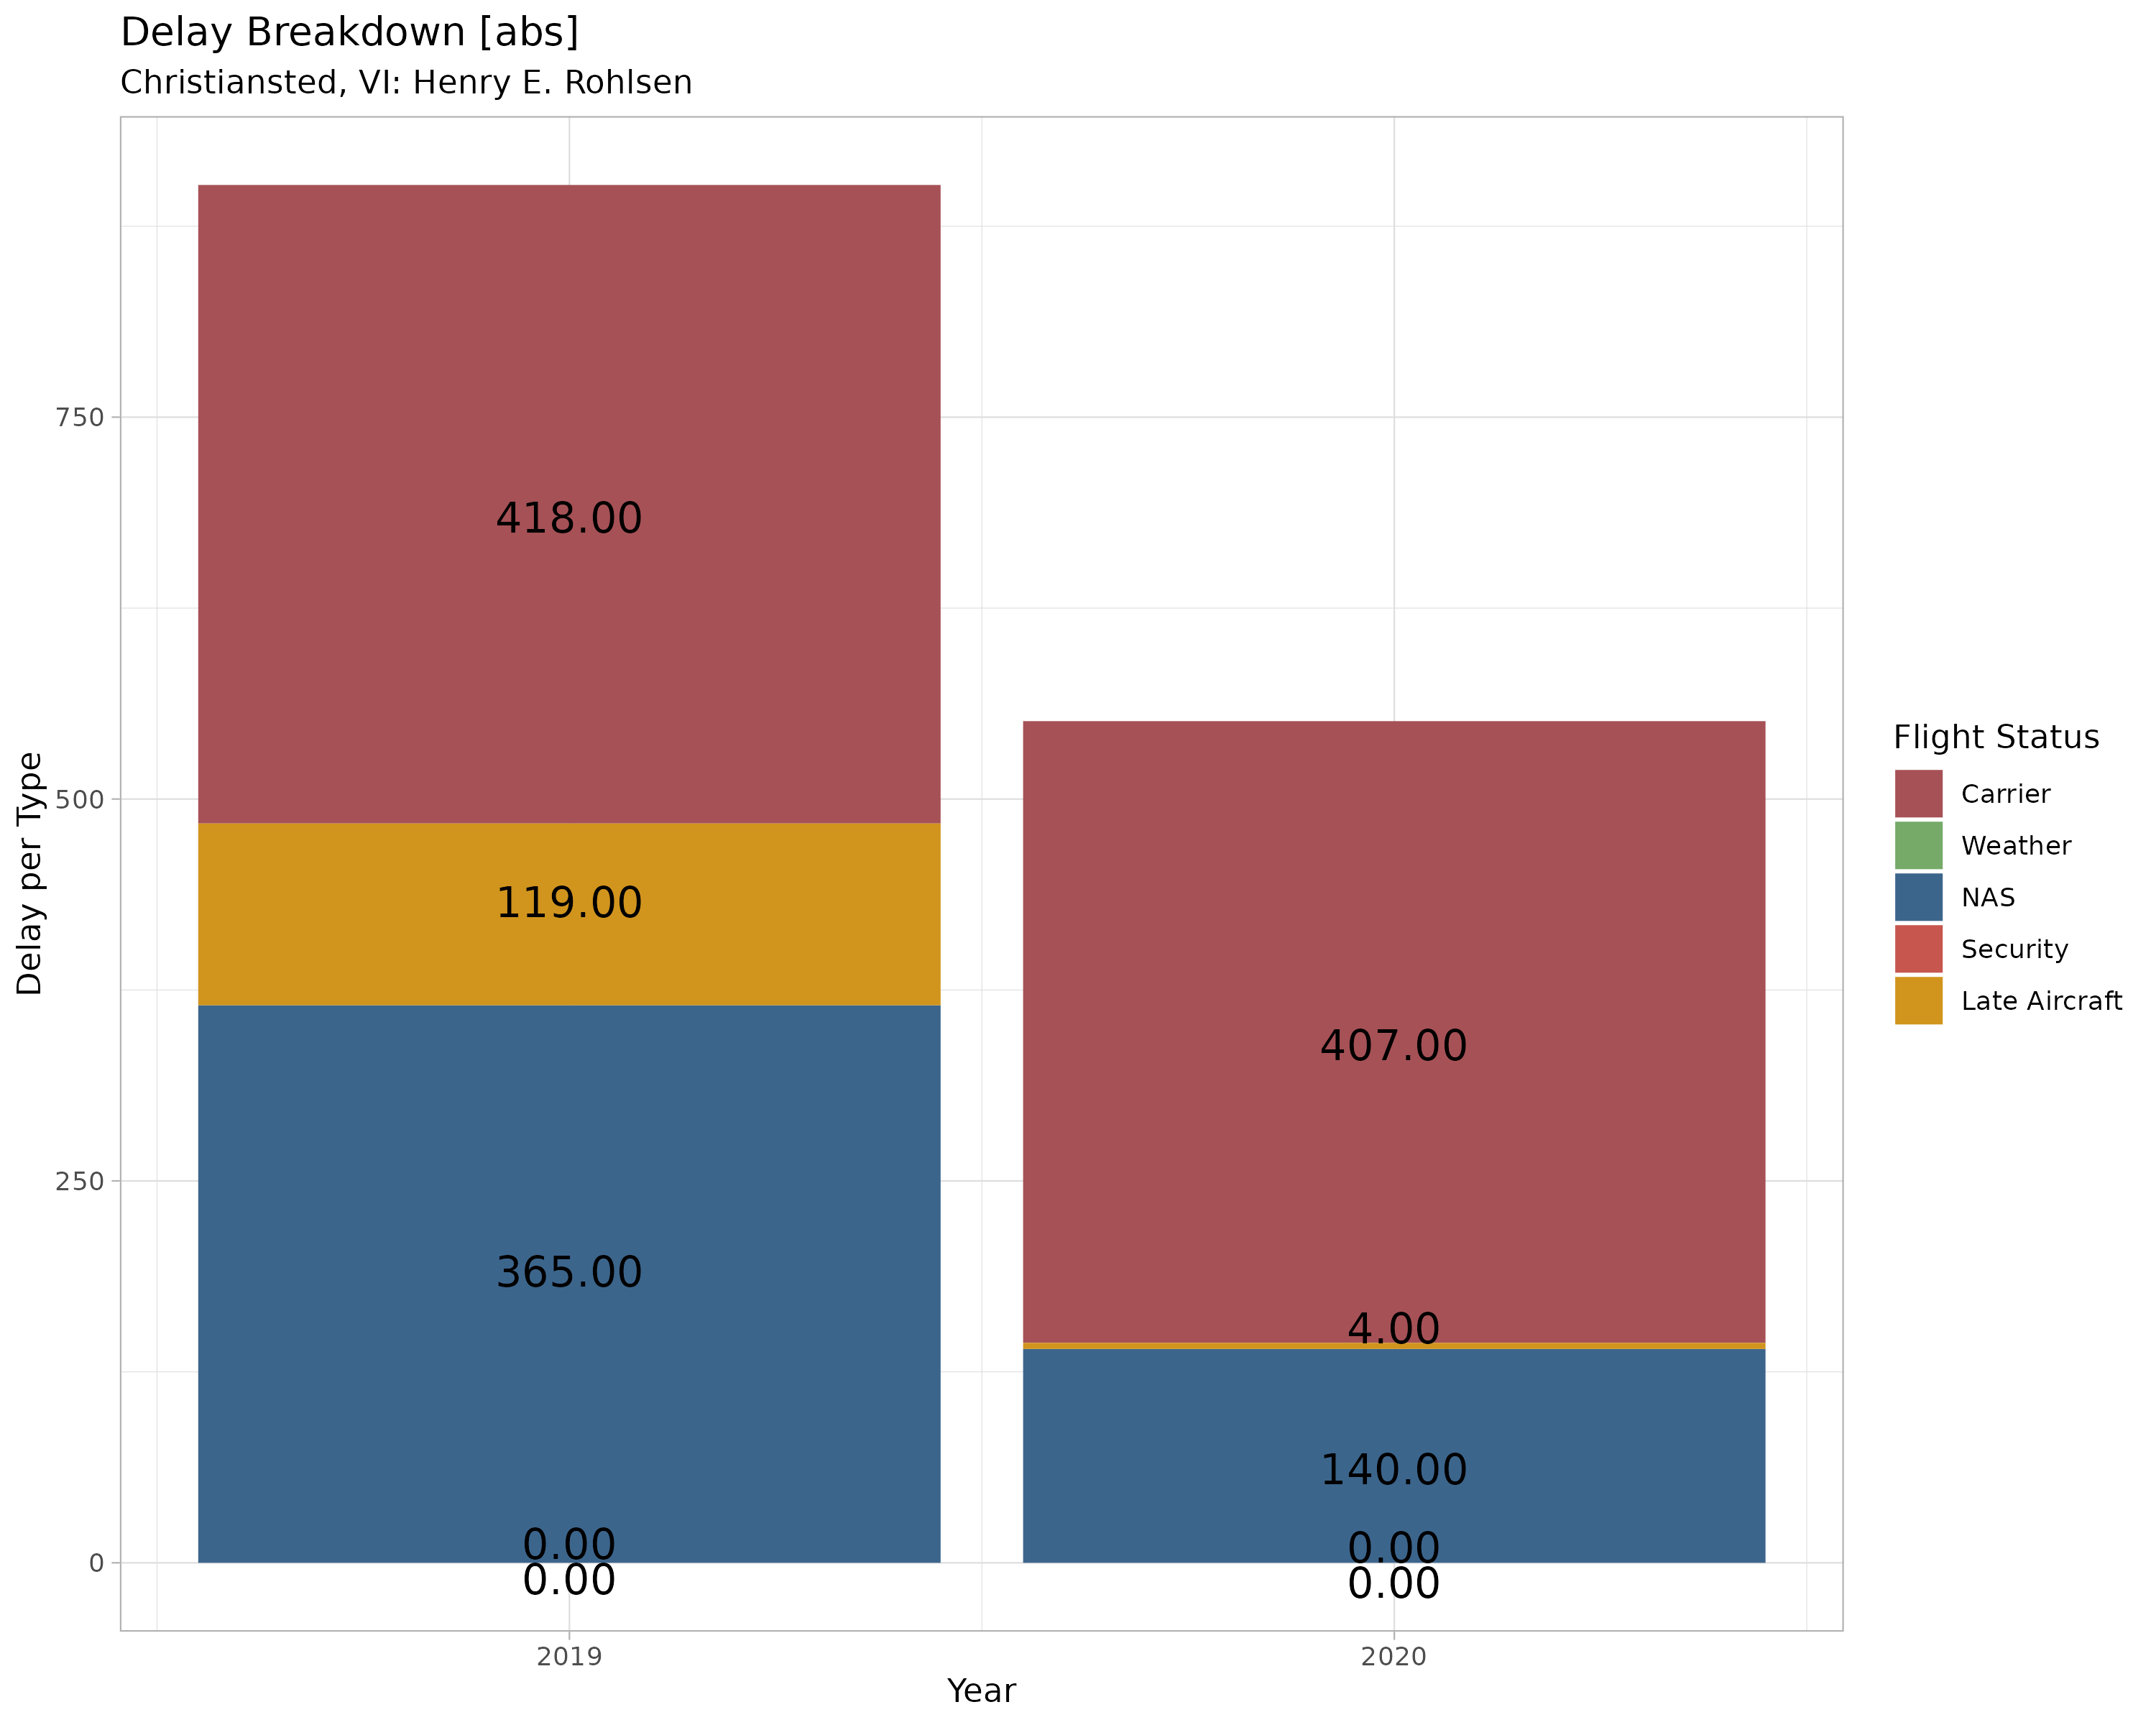 Delay Breakdown [abs]
Christiansted, VI: Henry E. Rohlsen
Delay per Type
750
500
250
0
418.00
119.00
365.00
0.00
0.00
407.00
4.00
140.00
0.00
0.00
2019
2020
Year
Flight Status
Carrier
Weather
NAS
Security
Late Aircraft